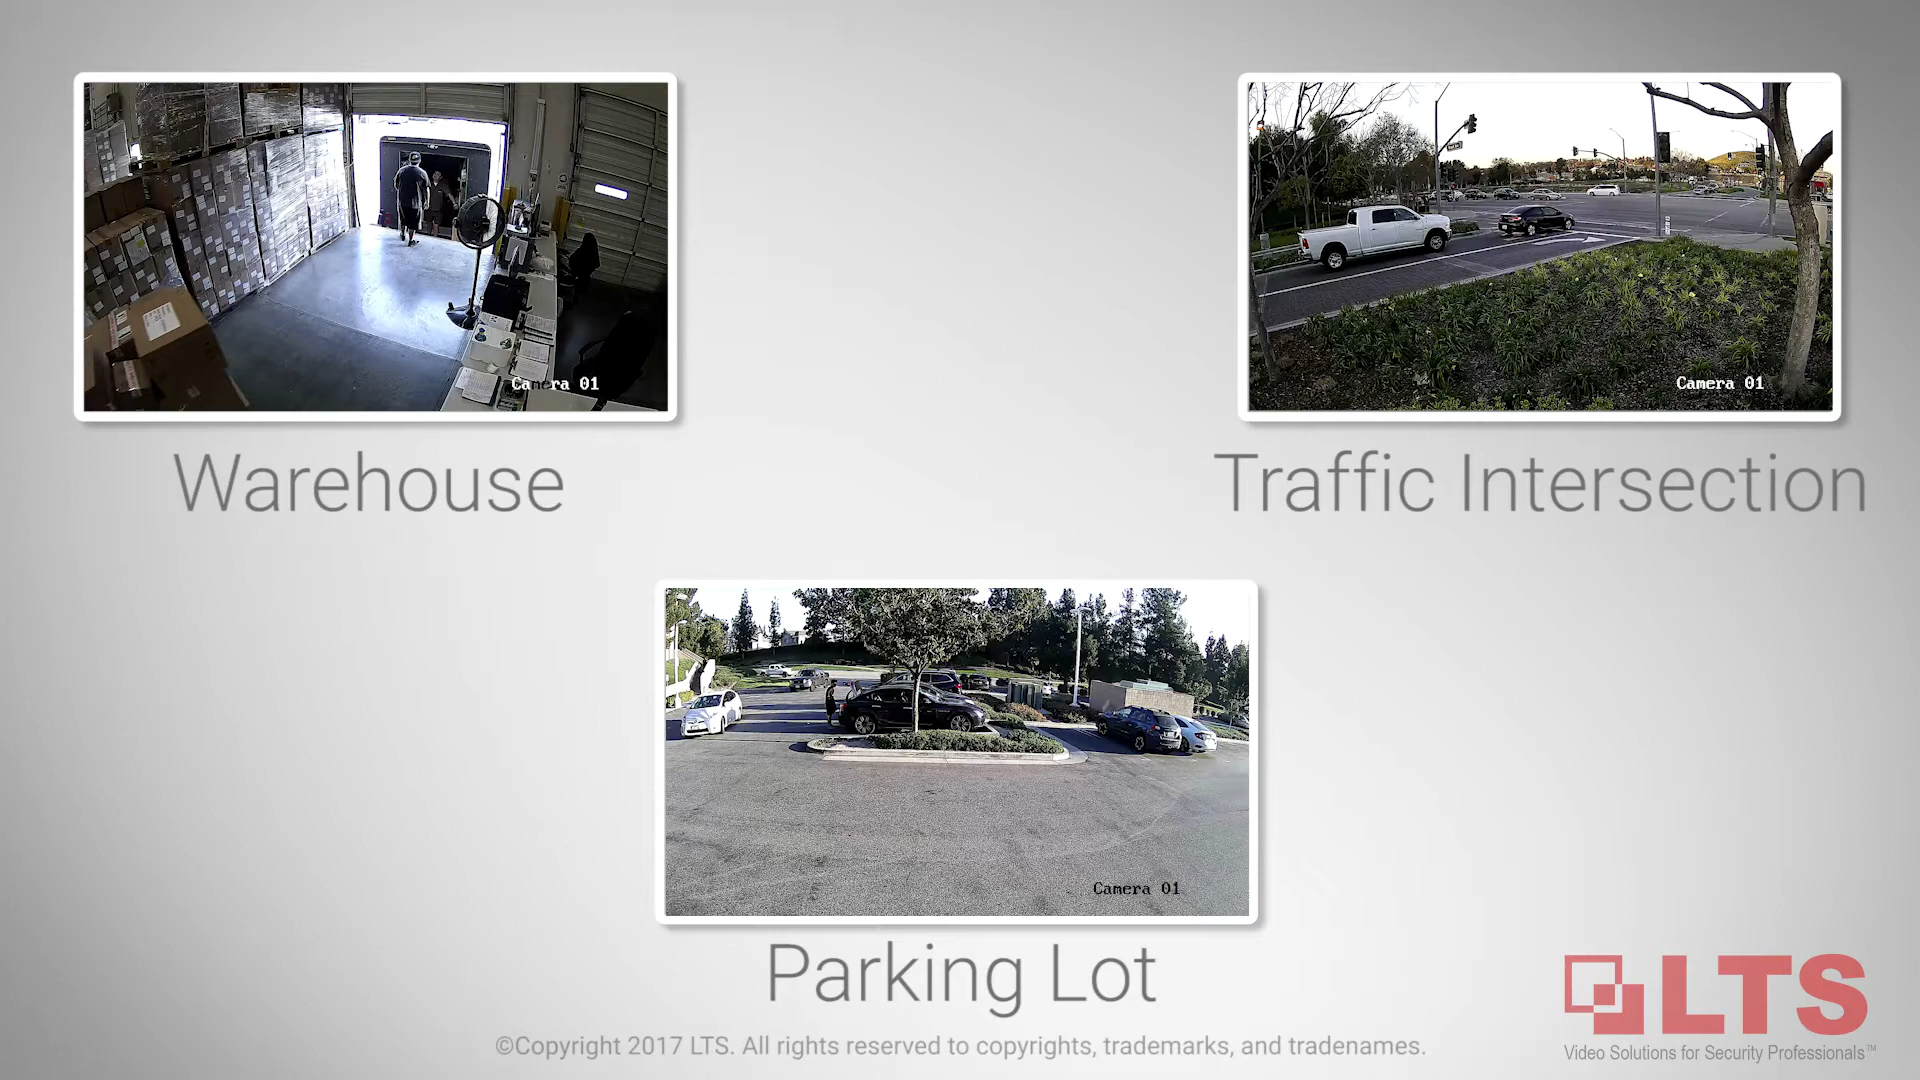 Camera 01
Camera 01
Warehouse
Traffic Intersection
Camera 01
Parking Lot
©Copyright 2017 LTS. All rights reserved to copyrights, trademarks, and tradenames.
LTS
Video Solutions for Security Professionals™